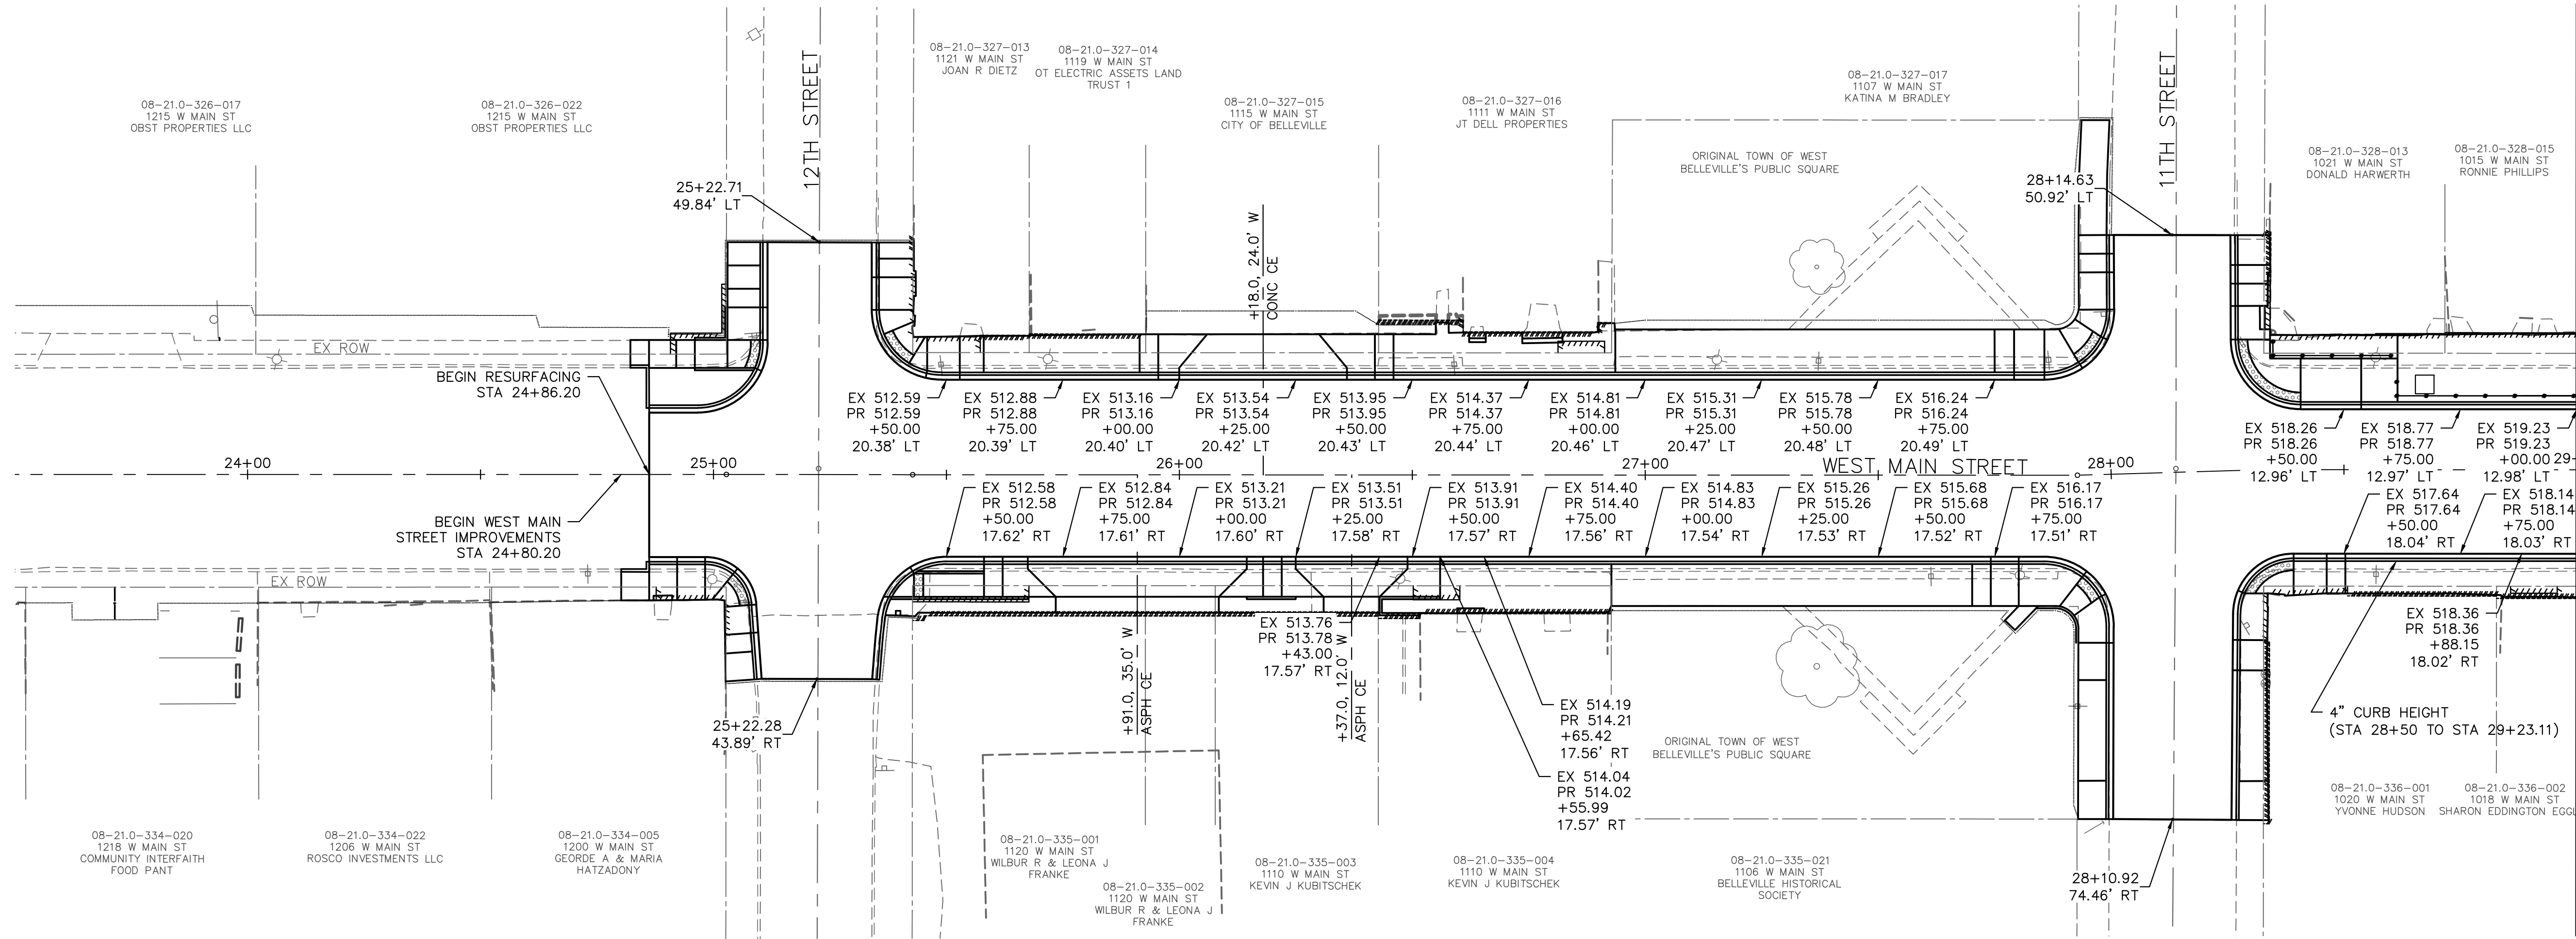 08-21.0-326-017
1215 W MAIN ST
OBST PROPERTIES LLC
08-21.0-326-022
1215 W MAIN ST
OBST PROPERTIES LLC
12TH STREET
08-21.0-327-013
1121 W MAIN ST
JOAN R DIETZ
08-21.0-327-014
1119 W MAIN ST
OT ELECTRIC ASSETS LAND
TRUST 1
08-21.0-327-015
1115 W MAIN ST
CITY OF BELLEVILLE
08-21.0-327-016
1111 W MAIN ST
JT DELL PROPERTIES
08-21.0-327-017
1107 W MAIN ST
KATINA M BRADLEY
ORIGINAL TOWN OF WEST
BELLEVILLE'S PUBLIC SQUARE
11TH STREET
08-21.0-328-013
1021 W MAIN ST
DONALD HARWERTH
08-21.0-328-015
1015 W MAIN ST
RONNIE PHILLIPS
25+22.71
49.84' LT
28+14.63
50.92' LT
+18.0, 24.0' W
CONC CE
EX ROW
BEGIN RESURFACING
STA 24+86.20
EX 512.59
PR 512.59
+50.00
20.38' LT
EX 512.88
PR 512.88
+75.00
20.39' LT
EX 513.16
PR 513.16
+00.00
20.40' LT
EX 513.54
PR 513.54
+25.00
20.42' LT
EX 513.95
PR 513.95
+50.00
20.43' LT
EX 514.37
PR 514.37
+75.00
20.44' LT
EX 514.81
PR 514.81
+00.00
20.46' LT
EX 515.31
PR 515.31
+25.00
20.47' LT
EX 515.78
PR 515.78
+50.00
20.48' LT
EX 516.24
PR 516.24
+75.00
20.49' LT
EX 518.26
PR 518.26
+50.00
12.96' LT
EX 518.77
PR 518.77
+75.00
12.97' LT
EX 519.23
PR 519.23
+00.00
12.98' LT
24+00
25+00
26+00
27+00
WEST MAIN STREET
28+00
29
BEGIN WEST MAIN
STREET IMPROVEMENTS
STA 24+80.20
EX 512.58
PR 512.58
+50.00
17.62' RT
EX 512.84
PR 512.84
+75.00
17.61' RT
EX 513.21
PR 513.21
+00.00
17.60' RT
EX 513.51
PR 513.51
+25.00
17.58' RT
EX 513.91
PR 513.91
+50.00
17.57' RT
EX 514.40
PR 514.40
+75.00
17.56' RT
EX 514.83
PR 514.83
+00.00
17.54' RT
EX 515.26
PR 515.26
+25.00
17.53' RT
EX 515.68
PR 515.68
+50.00
17.52' RT
EX 516.17
PR 516.17
+75.00
17.51' RT
EX 517.64
PR 517.64
+50.00
18.04' RT
EX 518.14
PR 518.14
+75.00
18.03' RT
EX ROW
EX 513.76
PR 513.78
+43.00
17.57' RT
+91.0, 35.0' W
ASPH CE
+37.0, 12.0' W
ASPH CE
EX 518.36
PR 518.36
+88.15
18.02' RT
EX 514.19
PR 514.21
+65.42
17.56' RT
EX 514.04
PR 514.02
+55.99
17.57' RT
25+22.28
43.89' RT
ORIGINAL TOWN OF WEST
BELLEVILLE'S PUBLIC SQUARE
4" CURB HEIGHT
(STA 28+50 TO STA 29+23.11)
08-21.0-334-020
1218 W MAIN ST
COMMUNITY INTERFAITH
FOOD PANT
08-21.0-334-022
1206 W MAIN ST
ROSCO INVESTMENTS LLC
08-21.0-334-005
1200 W MAIN ST
GEORDE A & MARIA
HATZADONY
08-21.0-335-001
1120 W MAIN ST
WILBUR R & LEONA J
FRANKE
08-21.0-335-002
1120 W MAIN ST
WILBUR R & LEONA J
FRANKE
08-21.0-335-003
1110 W MAIN ST
KEVIN J KUBITSCHEK
08-21.0-335-004
1110 W MAIN ST
KEVIN J KUBITSCHEK
08-21.0-335-021
1106 W MAIN ST
BELLEVILLE HISTORICAL
SOCIETY
28+10.92
74.46' RT
08-21.0-336-001
1020 W MAIN ST
YVONNE HUDSON
08-21.0-336-002
1018 W MAIN ST
SHARON EDDINGTON